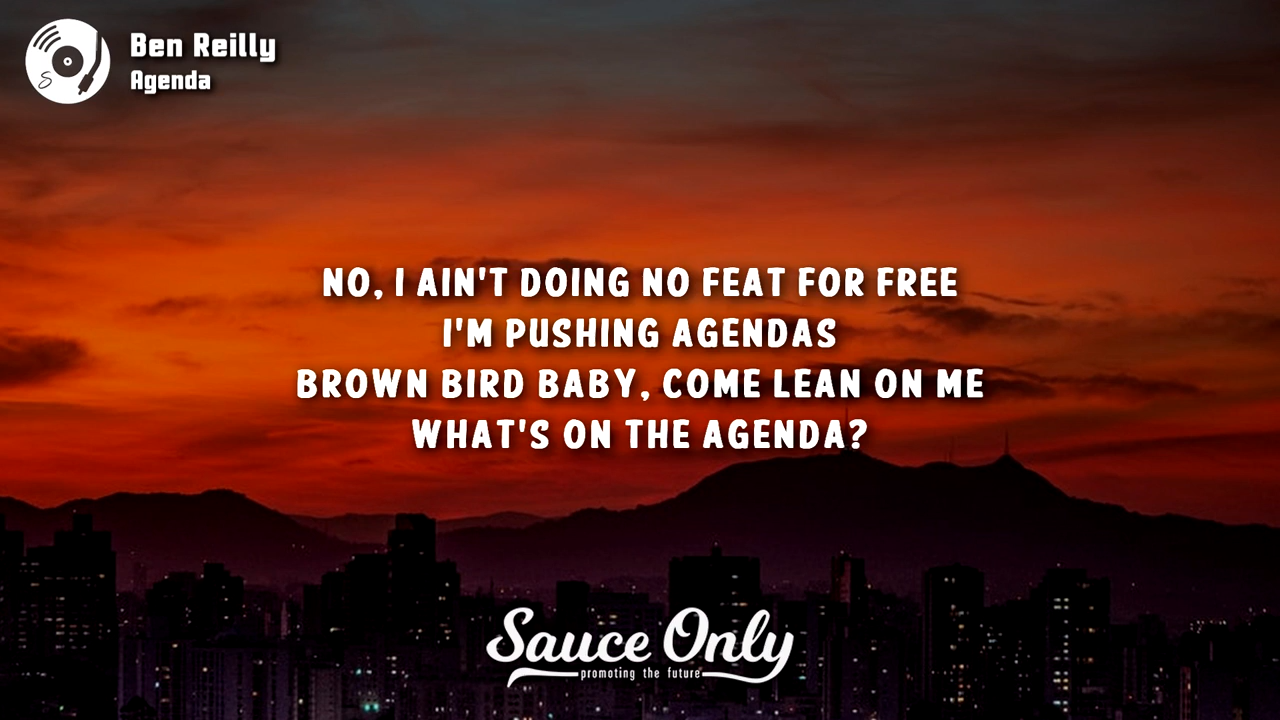 Ben Reilly
Agenda
NO, I AIN'T DOING NO FEAT FOR FREE
I'M PUSHING AGENDAS
BROWN BIRD BABY, COME LEAN ON ME
WHAT'S ON THE AGENDA?
Sauce Only
promoting the future